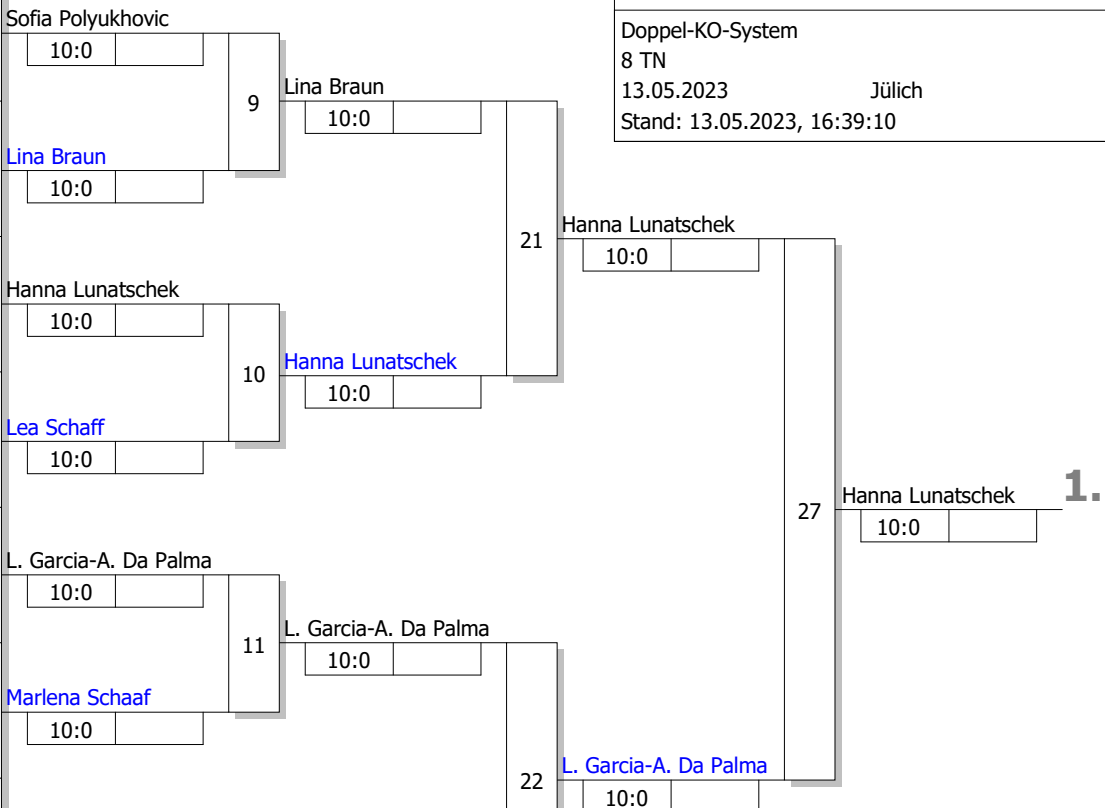 Sofia Polyukhovic
10:0
Doppel-KO-System
8 TN
13.05.2023 Jülich
Stand: 13.05.2023, 16:39:10
9
Lina Braun
10:0
Lina Braun
10:0
21
Hanna Lunatschek
10:0
Hanna Lunatschek
10:0
10
Hanna Lunatschek
10:0
Lea Schaff
10:0
27
Hanna Lunatschek
1.
10:0
L. Garcia-A. Da Palma
10:0
11
L. Garcia-A. Da Palma
10:0
Marlena Schaaf
10:0
22
L. Garcia-A. Da Palma
10:0